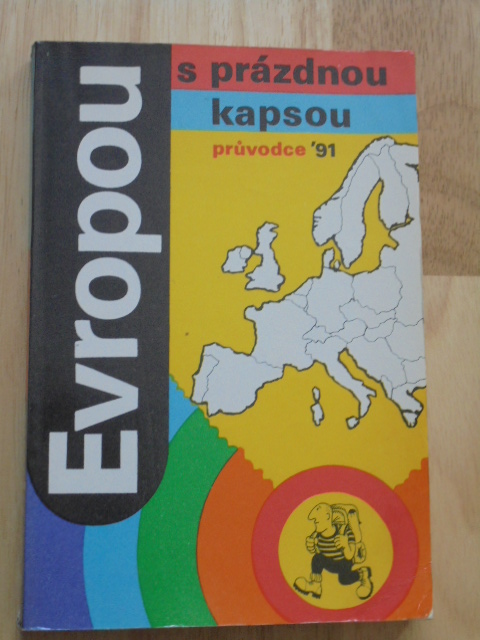 Evropou
s prázdnou
kapsou
průvodce '91